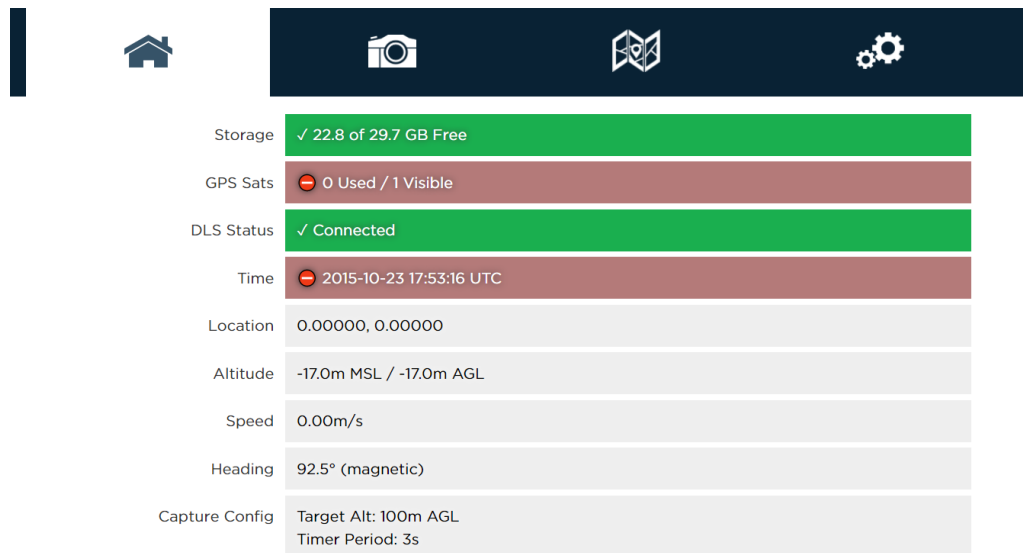 Storage ✓ 22.8 of 29.7 GB Free
GPS Sats 0 Used / 1 Visible
DLS Status ✓ Connected
Time 2015-10-23 17:53:16 UTC
Location 0.00000, 0.00000
Altitude -17.0m MSL / -17.0m AGL
Speed 0.00m/s
Heading 92.5° (magnetic)
Capture Config Target Alt: 100m AGL
Timer Period: 3s